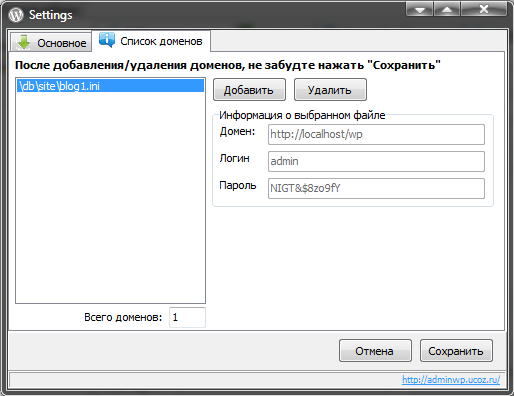 Settings
Основное
Список доменов
После добавления/удаления доменов, не забудте нажать "Сохранить"
\db\site\blog1.ini
Добавить
Удалить
Информация о выбранном файле
Домен: http://localhost/wp
Логин admin
Пароль NIGT&$8zo9fY
Всего доменов: 1
Отмена
Сохранить
http://adminwp.ucoz.ru/